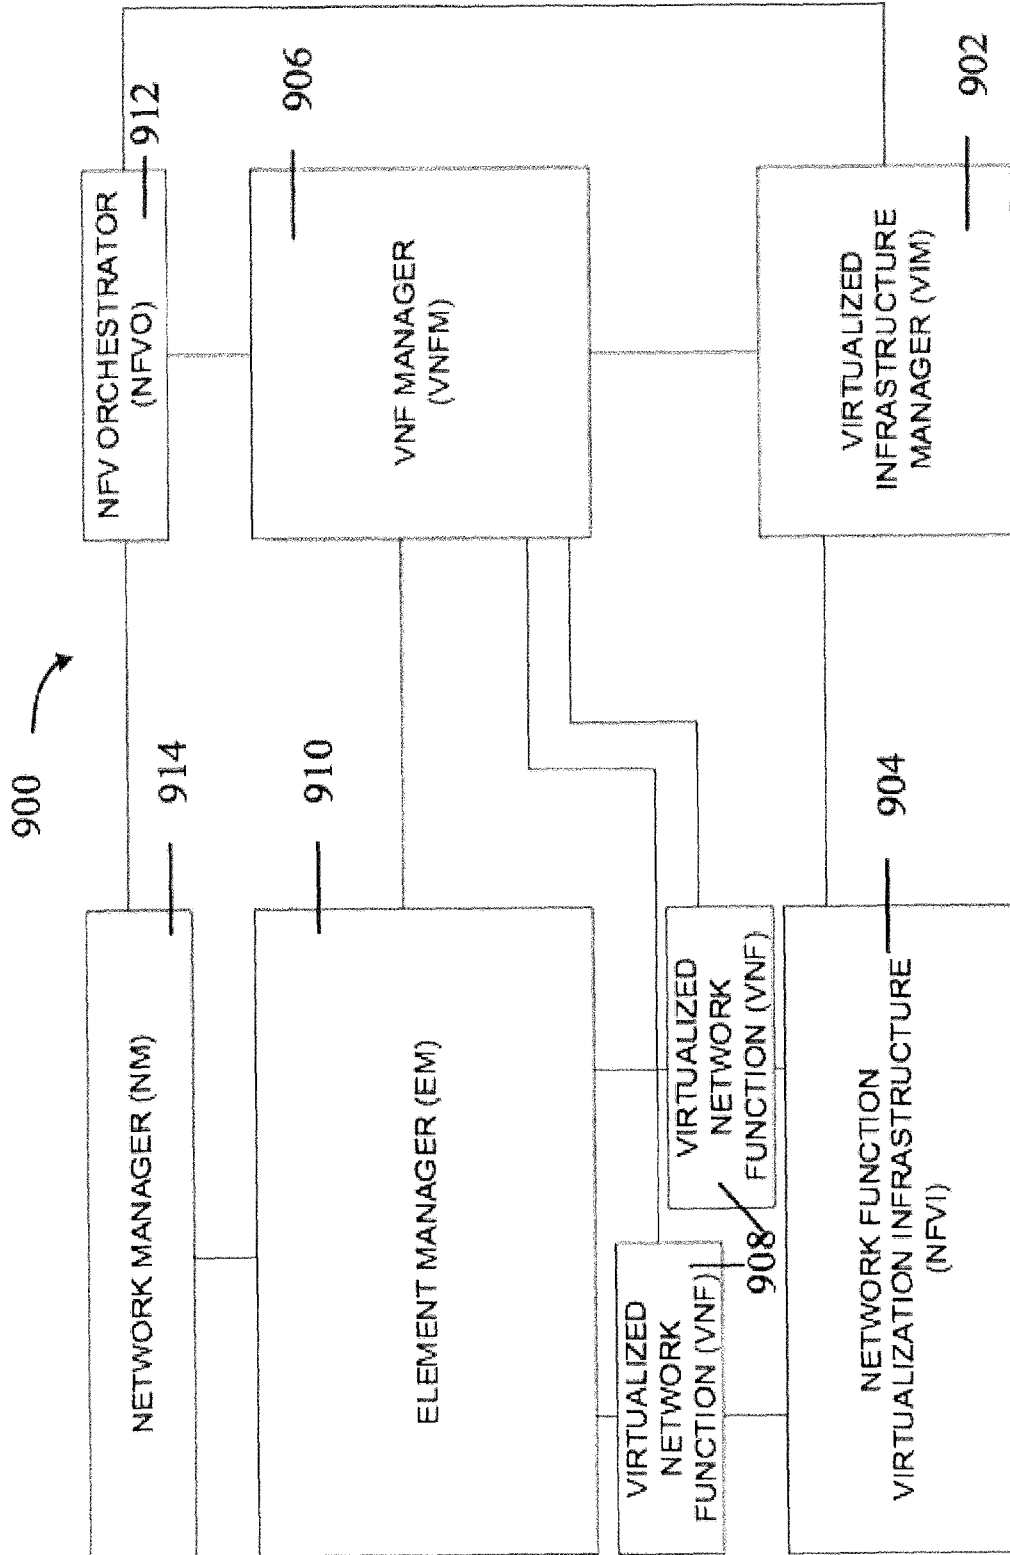 900
NETWORK MANAGER (NM)
914
NFV ORCHESTRATOR
(NFVO)
912
ELEMENT MANAGER (EM)
910
VNF MANAGER
(VNFM)
906
VIRTUALIZED
NETWORK
FUNCTION (VNF)
VIRTUALIZED
NETWORK
FUNCTION (VNF)
908
NETWORK FUNCTION
VIRTUALIZATION INFRASTRUCTURE
(NFVI)
904
VIRTUALIZED
INFRASTRUCTURE
MANAGER (VIM)
902